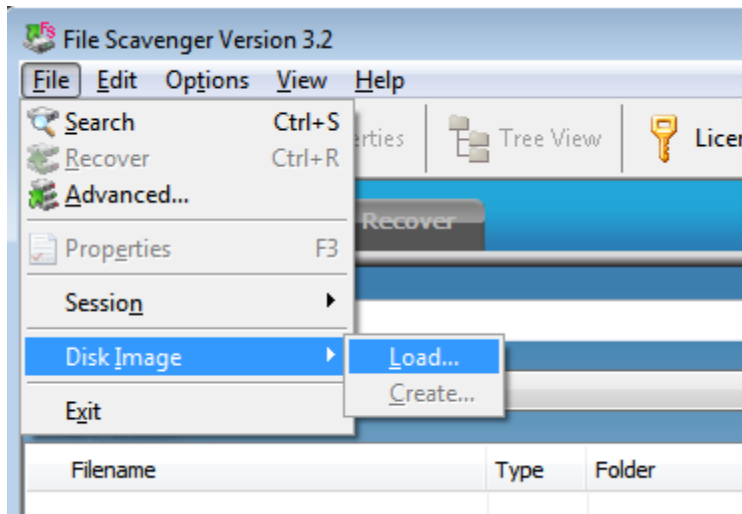 File Scavenger Version 3.2
File Edit Options View Help
Search Ctrl+S
Recover Ctrl+R
Advanced...
Properties F3
Session
Disk Image
Exit
Load...
Create...
Tree View
Recover
Filename Type Folder